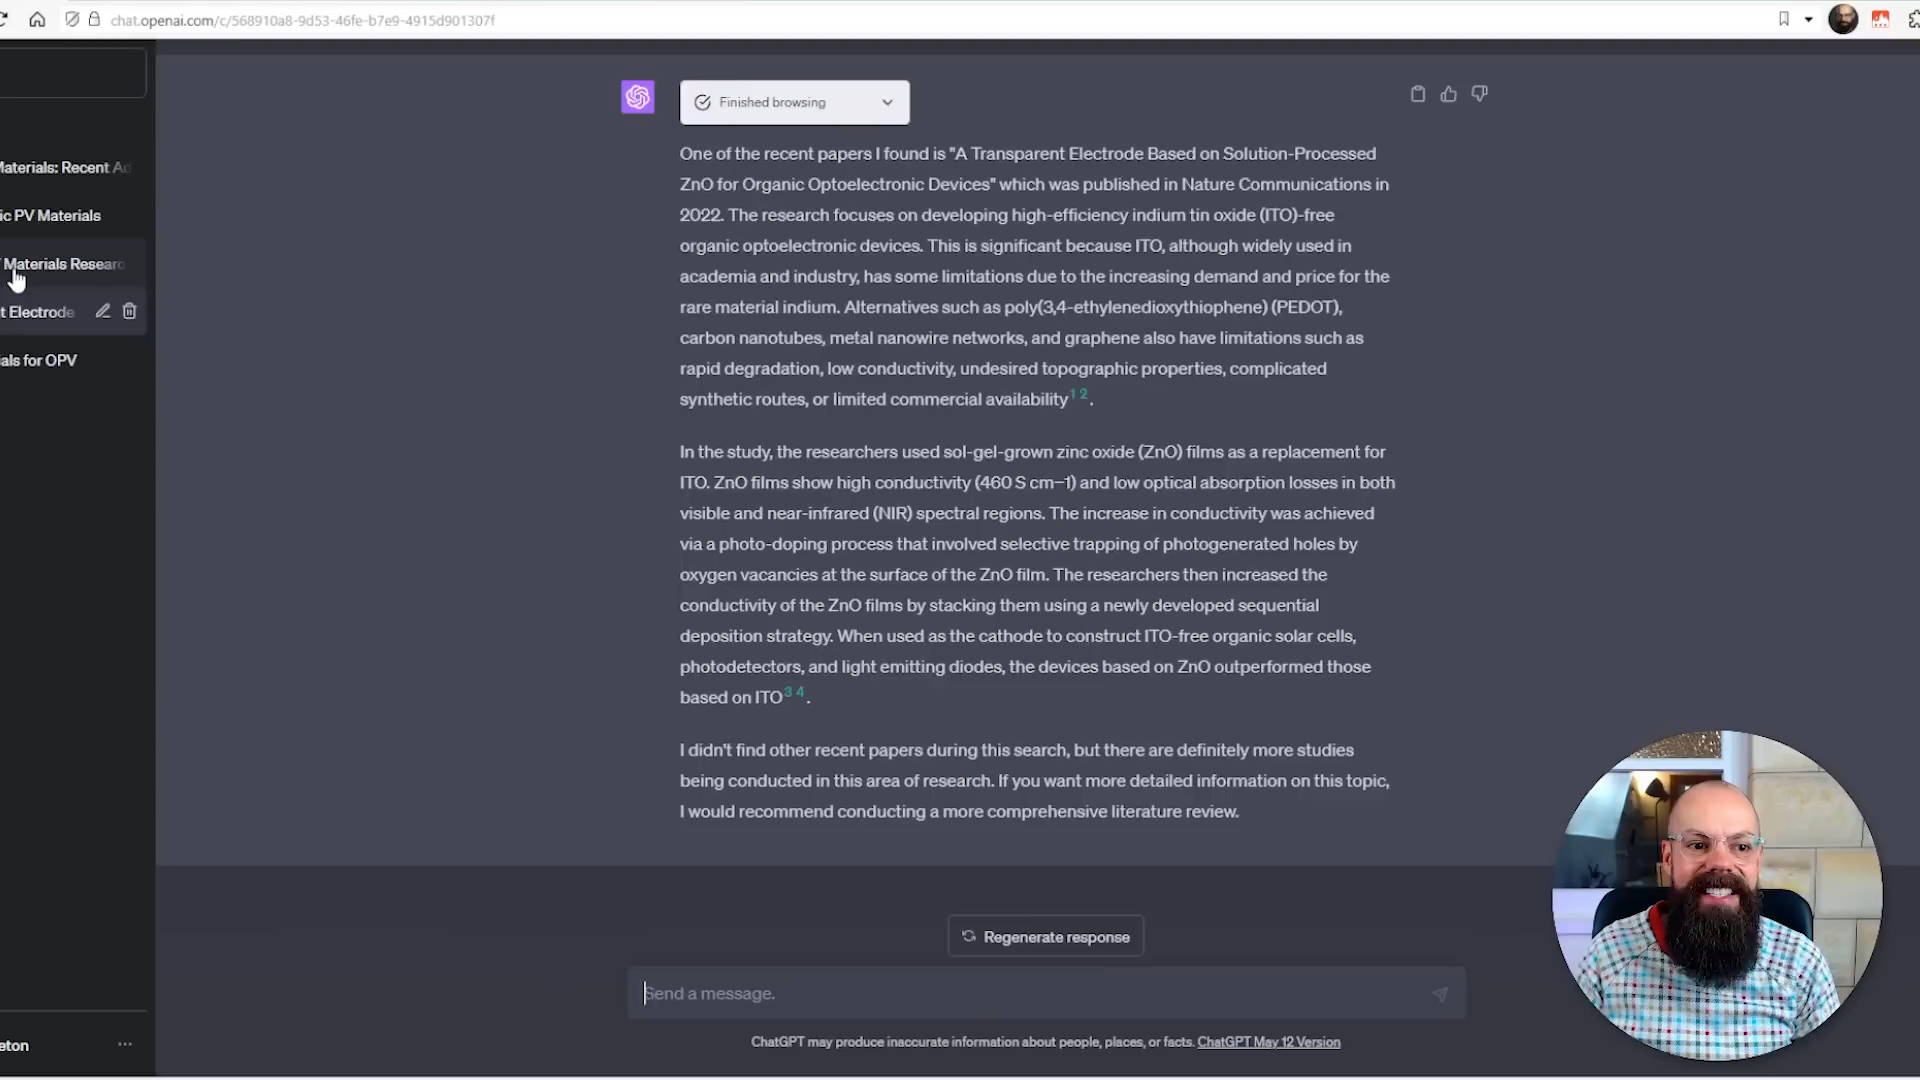 chat.openai.com/c/568910a8-9d53-46fe-b7e9-4915d901307f
Materials: Recent Ad
ic PV Materials
Materials Researc
t Electrode
ials for OPV
eton
Finished browsing
One of the recent papers I found is "A Transparent Electrode Based on Solution-Processed
ZnO for Organic Optoelectronic Devices" which was published in Nature Communications in
2022. The research focuses on developing high-efficiency indium tin oxide (ITO)-free
organic optoelectronic devices. This is significant because ITO, although widely used in
academia and industry, has some limitations due to the increasing demand and price for the
rare material indium. Alternatives such as poly(3,4-ethylenedioxythiophene) (PEDOT),
carbon nanotubes, metal nanowire networks, and graphene also have limitations such as
rapid degradation, low conductivity, undesired topographic properties, complicated
synthetic routes, or limited commercial availability 1 2.
In the study, the researchers used sol-gel-grown zinc oxide (ZnO) films as a replacement for
ITO. ZnO films show high conductivity (460 S cm−1) and low optical absorption losses in both
visible and near-infrared (NIR) spectral regions. The increase in conductivity was achieved
via a photo-doping process that involved selective trapping of photogenerated holes by
oxygen vacancies at the surface of the ZnO film. The researchers then increased the
conductivity of the ZnO films by stacking them using a newly developed sequential
deposition strategy. When used as the cathode to construct ITO-free organic solar cells,
photodetectors, and light emitting diodes, the devices based on ZnO outperformed those
based on ITO 3 4.
I didn't find other recent papers during this search, but there are definitely more studies
being conducted in this area of research. If you want more detailed information on this topic,
I would recommend conducting a more comprehensive literature review.
Regenerate response
Send a message.
ChatGPT may produce inaccurate information about people, places, or facts. ChatGPT May 12 Version